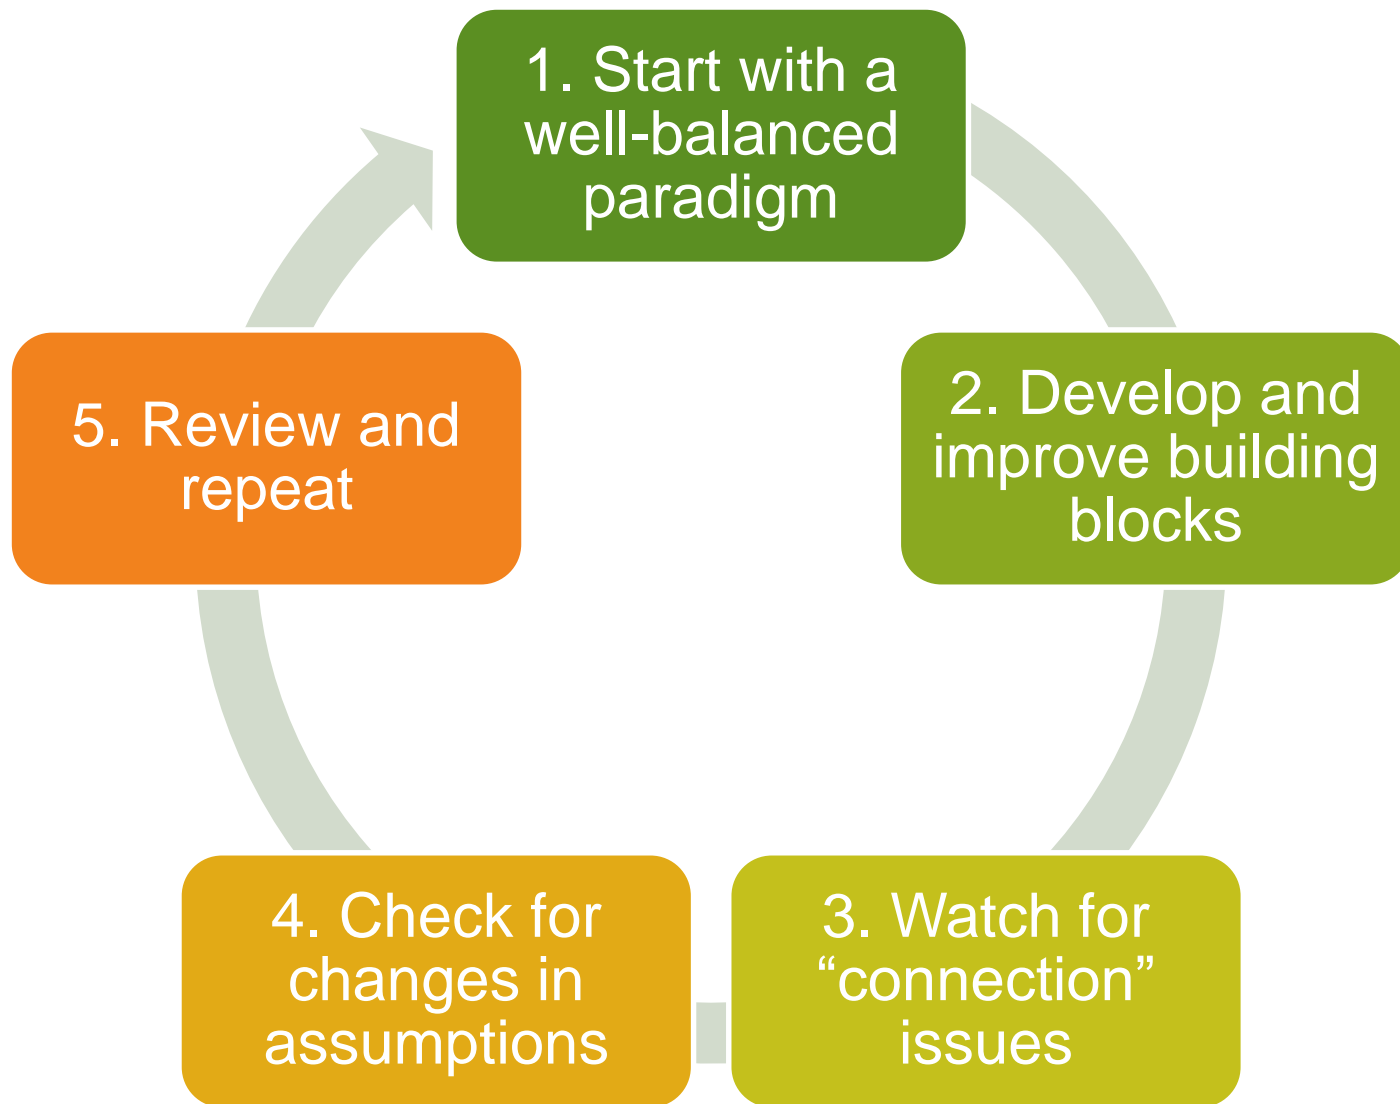 1. Start with a
well-balanced
paradigm
2. Develop and
improve building
blocks
3. Watch for
“connection”
issues
4. Check for
changes in
assumptions
5. Review and
repeat